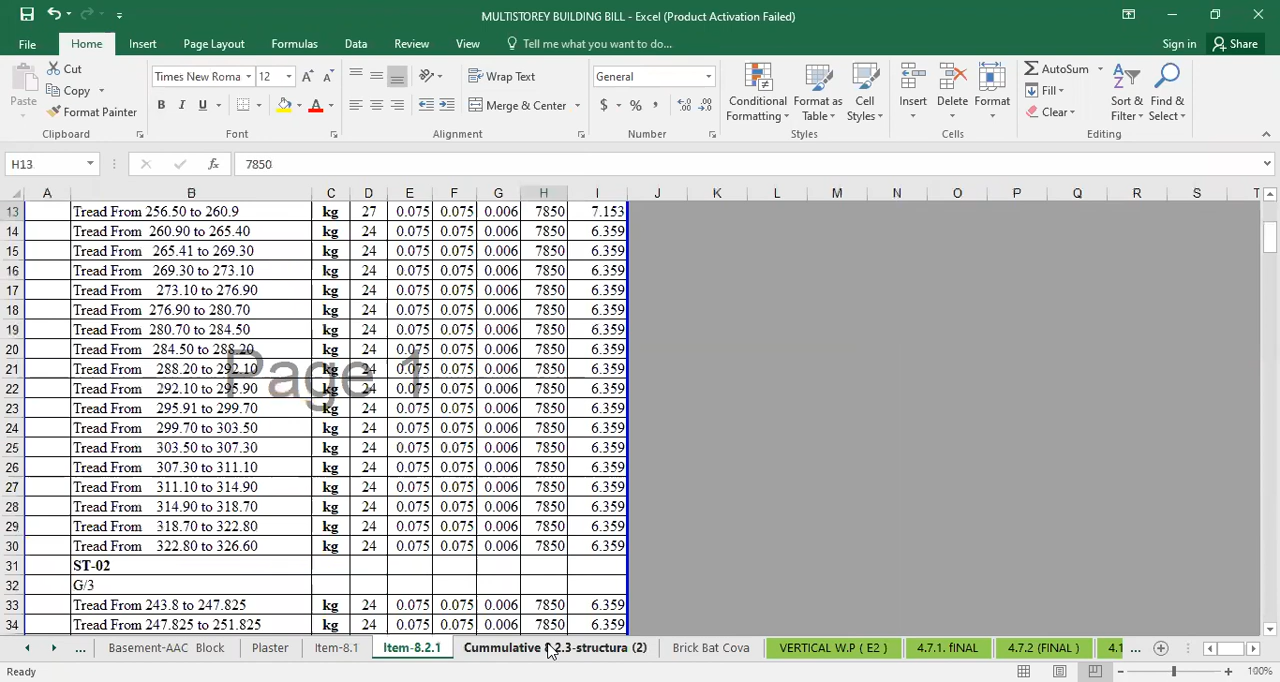 MULTISTOREY BUILDING BILL - Excel (Product Activation Failed)
File Home Insert Page Layout Formulas Data Review View Tell me what you want to do... Sign in Share
Paste Cut Copy Format Painter Clipboard
Times New Roma 12 B I U Font
Wrap Text Merge & Center Alignment
General $ % , Number
Conditional Formatting Format as Table Cell Styles Styles
Insert Delete Format Cells
AutoSum Fill Clear Sort & Filter Find & Select Editing
H13 fx 7850
A B C D E F G H I J K L M N O P Q R S T
13 Tread From 256.50 to 260.9 kg 27 0.075 0.075 0.006 7850 7.153
14 Tread From 260.90 to 265.40 kg 24 0.075 0.075 0.006 7850 6.359
15 Tread From 265.41 to 269.30 kg 24 0.075 0.075 0.006 7850 6.359
16 Tread From 269.30 to 273.10 kg 24 0.075 0.075 0.006 7850 6.359
17 Tread From 273.10 to 276.90 kg 24 0.075 0.075 0.006 7850 6.359
18 Tread From 276.90 to 280.70 kg 24 0.075 0.075 0.006 7850 6.359
19 Tread From 280.70 to 284.50 kg 24 0.075 0.075 0.006 7850 6.359
20 Tread From 284.50 to 288.20 kg 24 0.075 0.075 0.006 7850 6.359
Page 1
21 Tread From 288.20 to 292.10 kg 24 0.075 0.075 0.006 7850 6.359
22 Tread From 292.10 to 295.90 kg 24 0.075 0.075 0.006 7850 6.359
23 Tread From 295.91 to 299.70 kg 24 0.075 0.075 0.006 7850 6.359
24 Tread From 299.70 to 303.50 kg 24 0.075 0.075 0.006 7850 6.359
25 Tread From 303.50 to 307.30 kg 24 0.075 0.075 0.006 7850 6.359
26 Tread From 307.30 to 311.10 kg 24 0.075 0.075 0.006 7850 6.359
27 Tread From 311.10 to 314.90 kg 24 0.075 0.075 0.006 7850 6.359
28 Tread From 314.90 to 318.70 kg 24 0.075 0.075 0.006 7850 6.359
29 Tread From 318.70 to 322.80 kg 24 0.075 0.075 0.006 7850 6.359
30 Tread From 322.80 to 326.60 kg 24 0.075 0.075 0.006 7850 6.359
31 ST-02
32 G/3
33 Tread From 243.8 to 247.825 kg 24 0.075 0.075 0.006 7850 6.359
34 Tread From 247.825 to 251.825 kg 24 0.075 0.075 0.006 7850 6.359
... Basement-AAC Block Plaster Item-8.1 Item-8.2.1 Cummulative 8.2.3-structura (2) Brick Bat Cova VERTICAL W.P ( E2 ) 4.7.1. fINAL 4.7.2 (FINAL ) 4.1 ...
Ready 100%